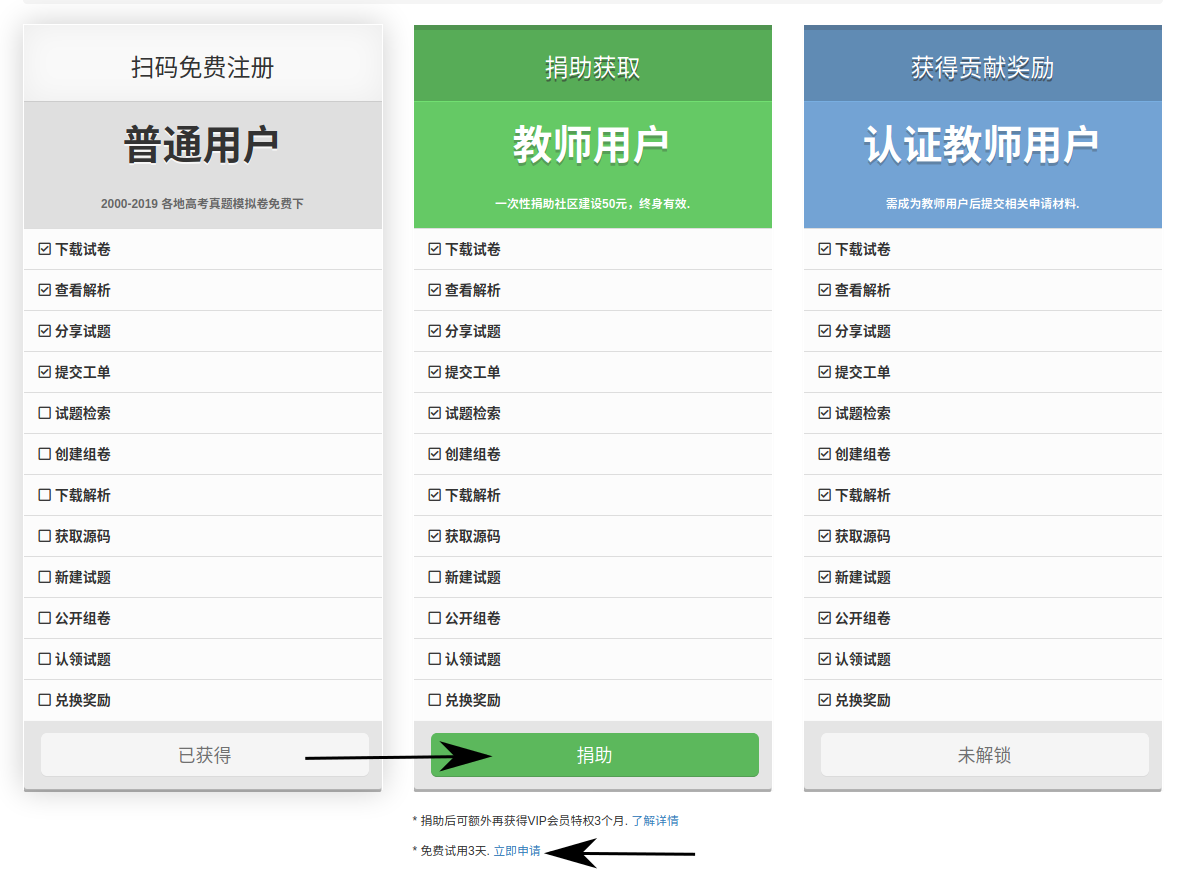 扫码免费注册
普通用户
2000-2019 各地高考真题模拟卷免费下
下载试卷
查看解析
分享试题
提交工单
试题检索
创建组卷
下载解析
获取源码
新建试题
公开组卷
认领试题
兑换奖励
已获得
捐助获取
教师用户
一次性捐助社区建设50元，终身有效.
下载试卷
查看解析
分享试题
提交工单
试题检索
创建组卷
下载解析
获取源码
新建试题
公开组卷
认领试题
兑换奖励
捐助
* 捐助后可额外再获得VIP会员特权3个月. 了解详情
* 免费试用3天. 立即申请
获得贡献奖励
认证教师用户
需成为教师用户后提交相关申请材料.
下载试卷
查看解析
分享试题
提交工单
试题检索
创建组卷
下载解析
获取源码
新建试题
公开组卷
认领试题
兑换奖励
未解锁